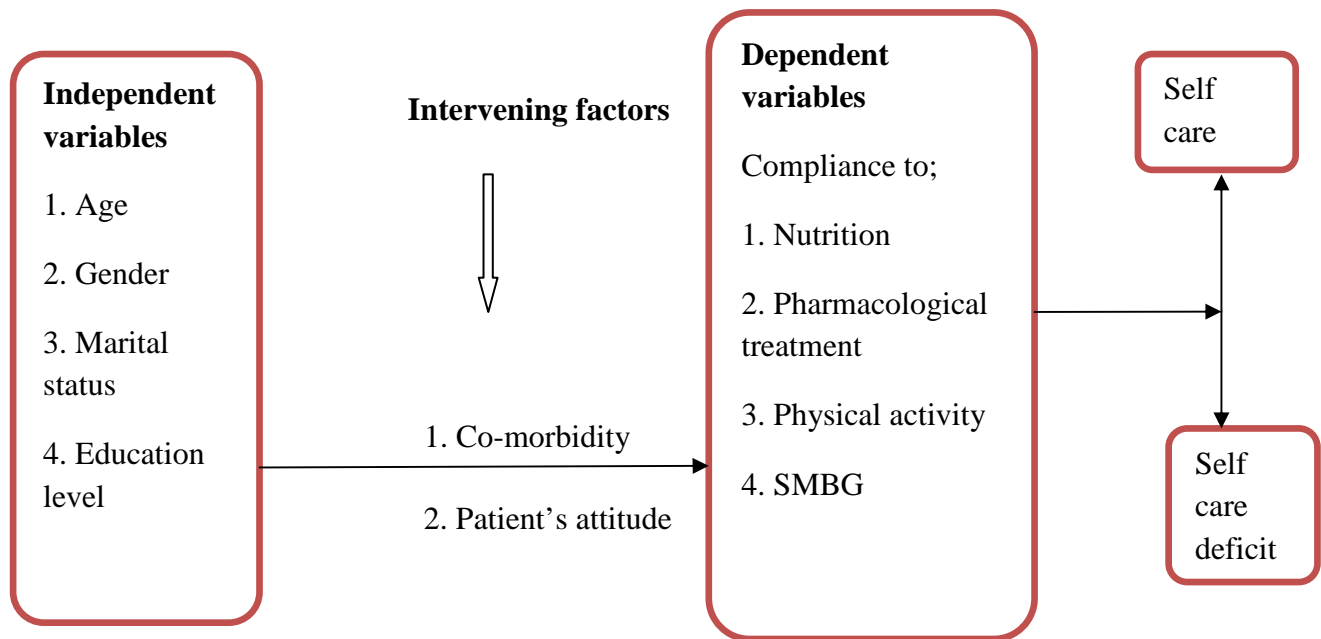 Independent
variables
1. Age
2. Gender
3. Marital
status
4. Education
level
Intervening factors
1. Co-morbidity
2. Patient’s attitude
Dependent
variables
Compliance to;
1. Nutrition
2. Pharmacological
treatment
3. Physical activity
4. SMBG
Self
care
Self
care
deficit